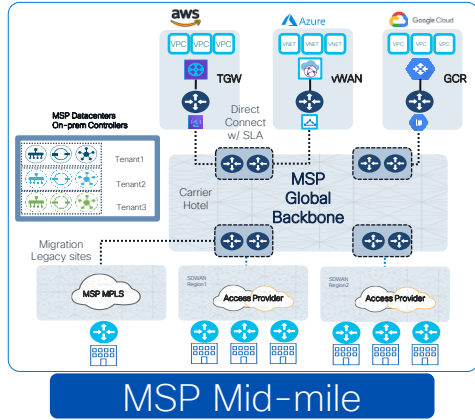 aws
Azure
Google Cloud
VPC VPC VPC
VNET VNET VNET
VPC VPC VPC
TGW
vWAN
GCR
MSP Datacenters
On-prem Controllers
Tenant1
Tenant2
Tenant3
Direct
Connect
w/ SLA
Carrier
Hotel
MSP
Global
Backbone
Migration
Legacy sites
MSP MPLS
SDWAN
Region1
Access Provider
SDWAN
Region2
Access Provider
MSP Mid-mile